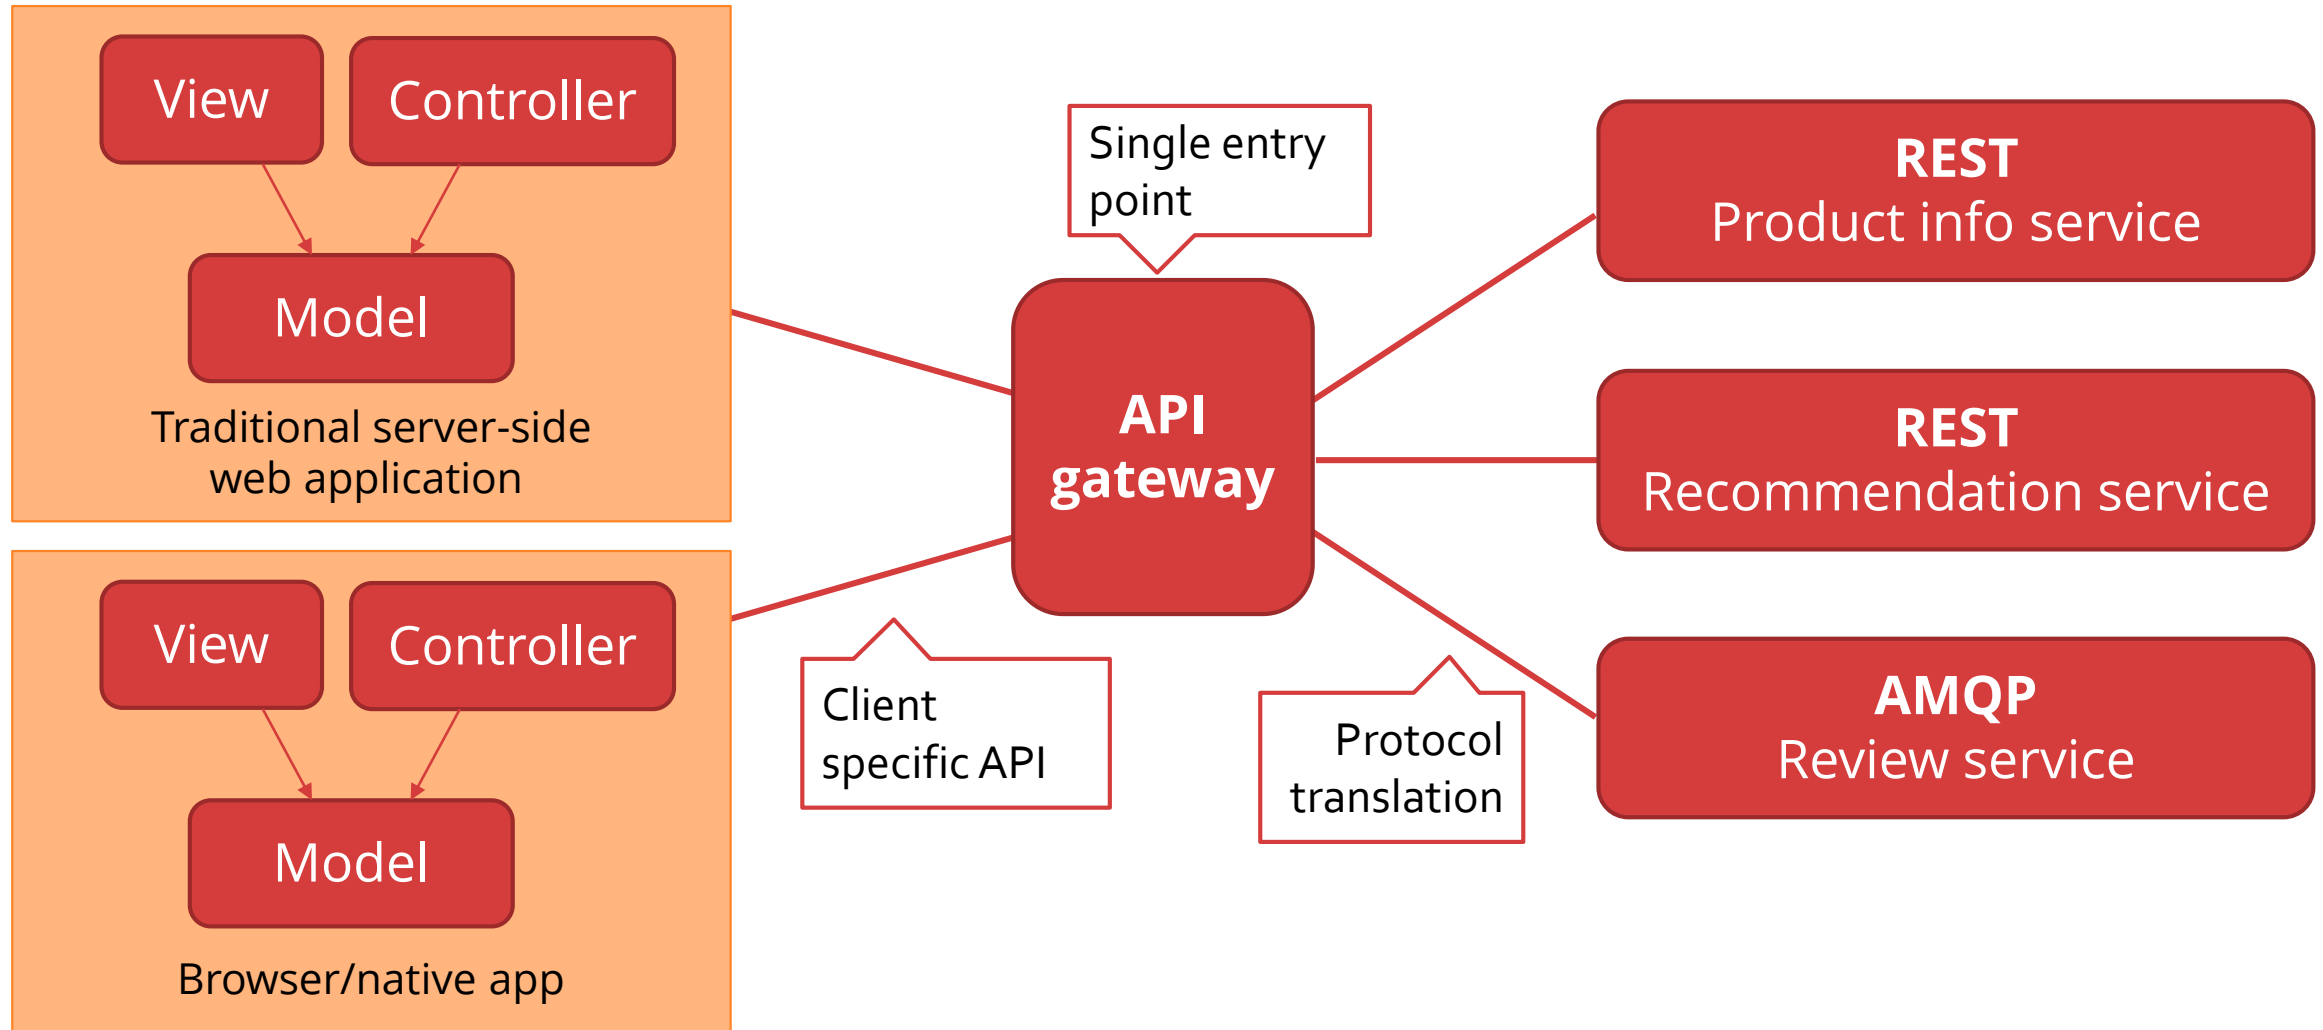 View
Controller
Model
Traditional server-side
web application
View
Controller
Model
Browser/native app
Single entry
point
API
gateway
Client
specific API
Protocol
translation
REST
Product info service
REST
Recommendation service
AMQP
Review service